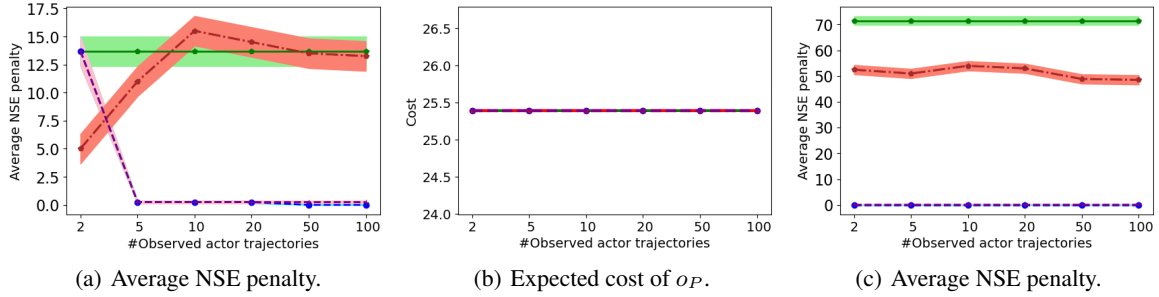 17.5
15.0
12.5
10.0
7.5
5.0
2.5
0.0
Average NSE penalty
2 5 10 20 50 100
#Observed actor trajectories
(a) Average NSE penalty.
26.5
26.0
25.5
25.0
24.5
24.0
Cost
2 5 10 20 50 100
#Observed actor trajectories
(b) Expected cost of oP.
70
60
50
40
30
20
10
0
Average NSE penalty
2 5 10 20 50 100
#Observed actor trajectories
(c) Average NSE penalty.